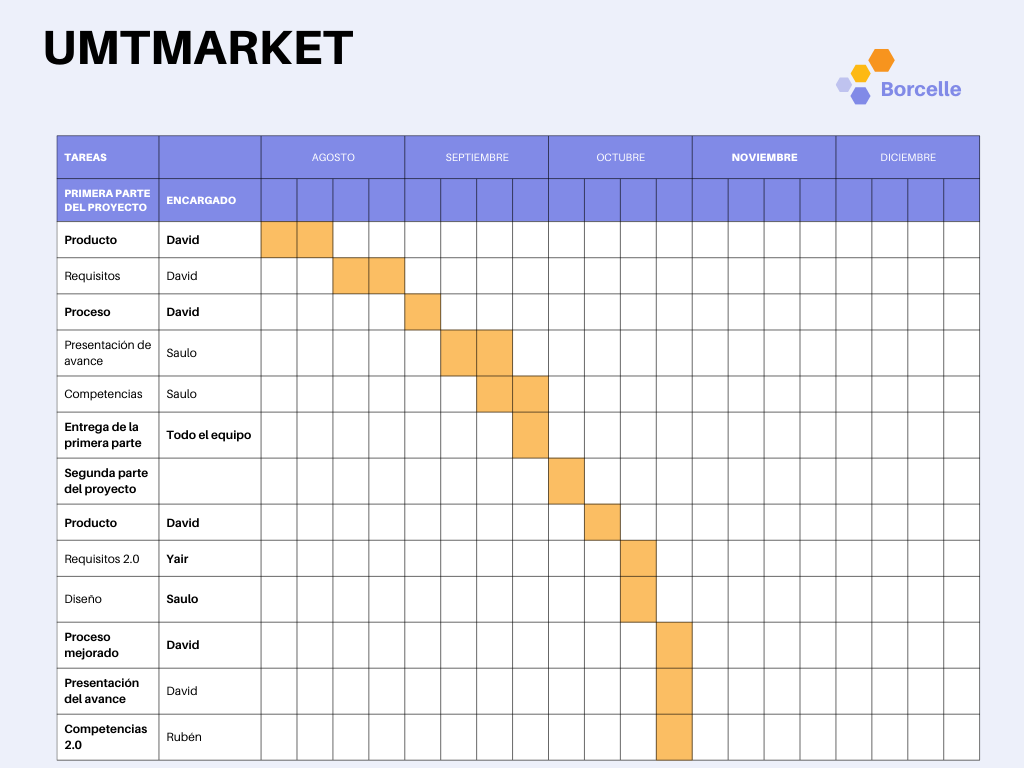 UMTMARKET
Borcelle
TAREAS AGOSTO SEPTIEMBRE OCTUBRE NOVIEMBRE DICIEMBRE
PRIMERA PARTE
DEL PROYECTO ENCARGADO
Producto David
Requisitos David
Proceso David
Presentación de
avance Saulo
Competencias Saulo
Entrega de la
primera parte Todo el equipo
Segunda parte
del proyecto
Producto David
Requisitos 2.0 Yair
Diseño Saulo
Proceso
mejorado David
Presentación
del avance David
Competencias
2.0 Rubén